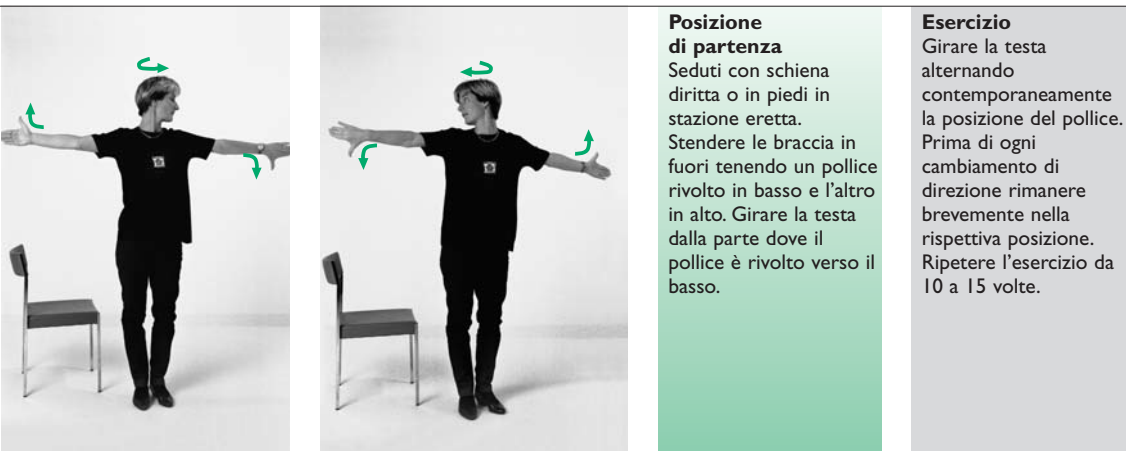 Posizione
di partenza
Seduti con schiena
diritta o in piedi in
stazione eretta.
Stendere le braccia in
fuori tenendo un pollice
rivolto in basso e l'altro
in alto. Girare la testa
dalla parte dove il
pollice è rivolto verso il
basso.
Esercizio
Girare la testa
alternando
contemporaneamente
la posizione del pollice.
Prima di ogni
cambiamento di
direzione rimanere
brevemente nella
rispettiva posizione.
Ripetere l'esercizio da
10 a 15 volte.